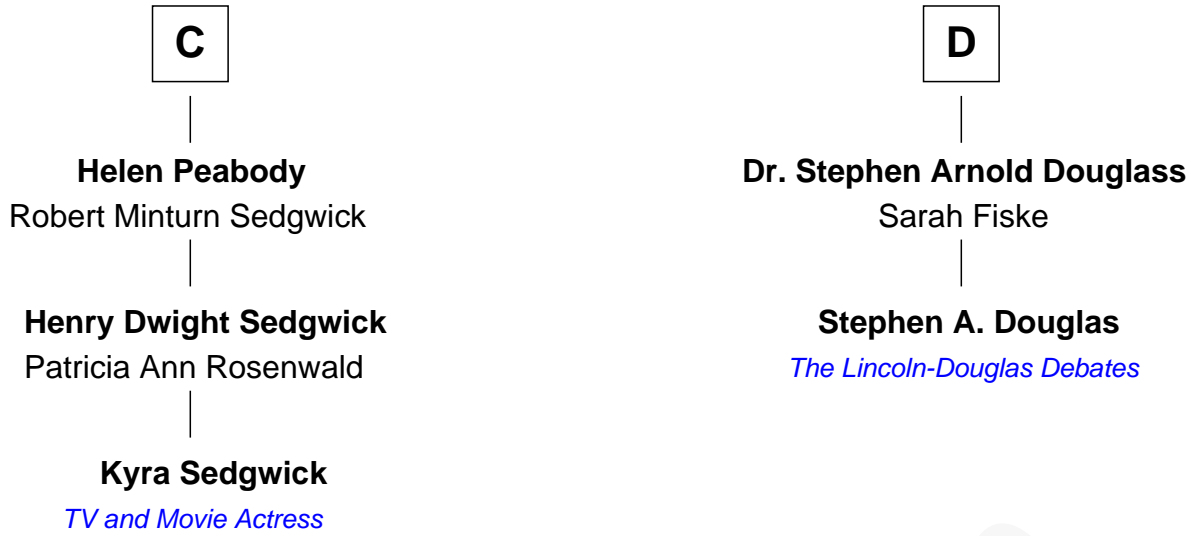 C
Helen Peabody
Robert Minturn Sedgwick
Henry Dwight Sedgwick
Patricia Ann Rosenwald
Kyra Sedgwick
TV and Movie Actress
D
Dr. Stephen Arnold Douglass
Sarah Fiske
Stephen A. Douglas
The Lincoln-Douglas Debates